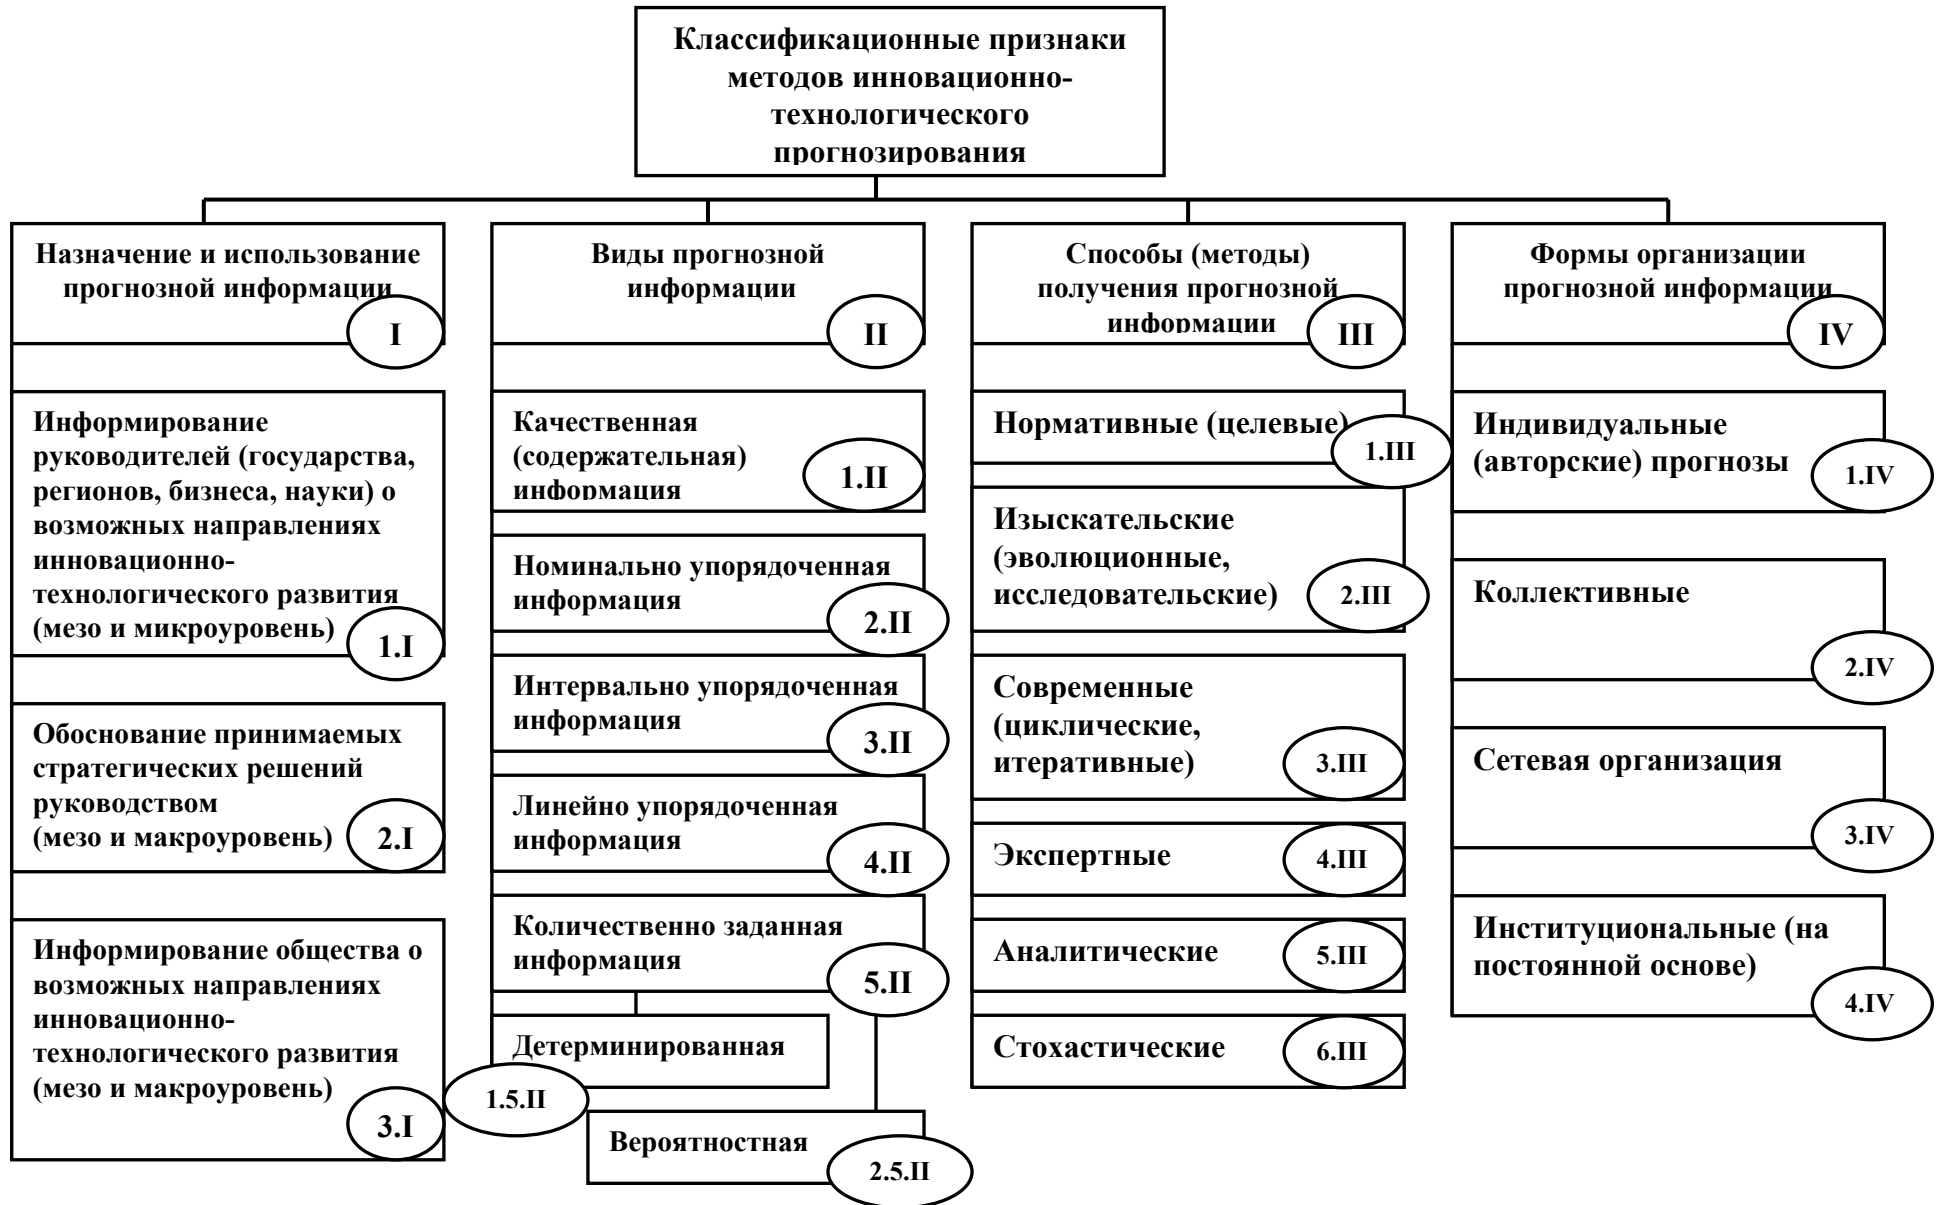 Классификационные признаки
методов инновационно-
технологического
прогнозирования
Назначение и использование
прогнозной информации
I
Информирование
руководителей (государства,
регионов, бизнеса, науки) о
возможных направлениях
инновационно-
технологического развития
(мезо и микроуровень)
1.I
Обоснование принимаемых
стратегических решений
руководством
(мезо и макроуровень)
2.I
Информирование общества о
возможных направлениях
инновационно-
технологического развития
(мезо и макроуровень)
3.I
Виды прогнозной
информации
II
Качественная
(содержательная)
информация
1.II
Номинально упорядоченная
информация
2.II
Интервально упорядоченная
информация
3.II
Линейно упорядоченная
информация
4.II
Количественно заданная
информация
5.II
Детерминированная
1.5.II
Вероятностная
2.5.II
Способы (методы)
получения прогнозной
информации
III
Нормативные (целевые)
1.III
Изыскательские
(эволюционные,
исследовательские)
2.III
Современные
(циклические,
итеративные)
3.III
Экспертные
4.III
Аналитические
5.III
Стохастические
6.III
Формы организации
прогнозной информации
IV
Индивидуальные
(авторские) прогнозы
1.IV
Коллективные
2.IV
Сетевая организация
3.IV
Институциональные (на
постоянной основе)
4.IV